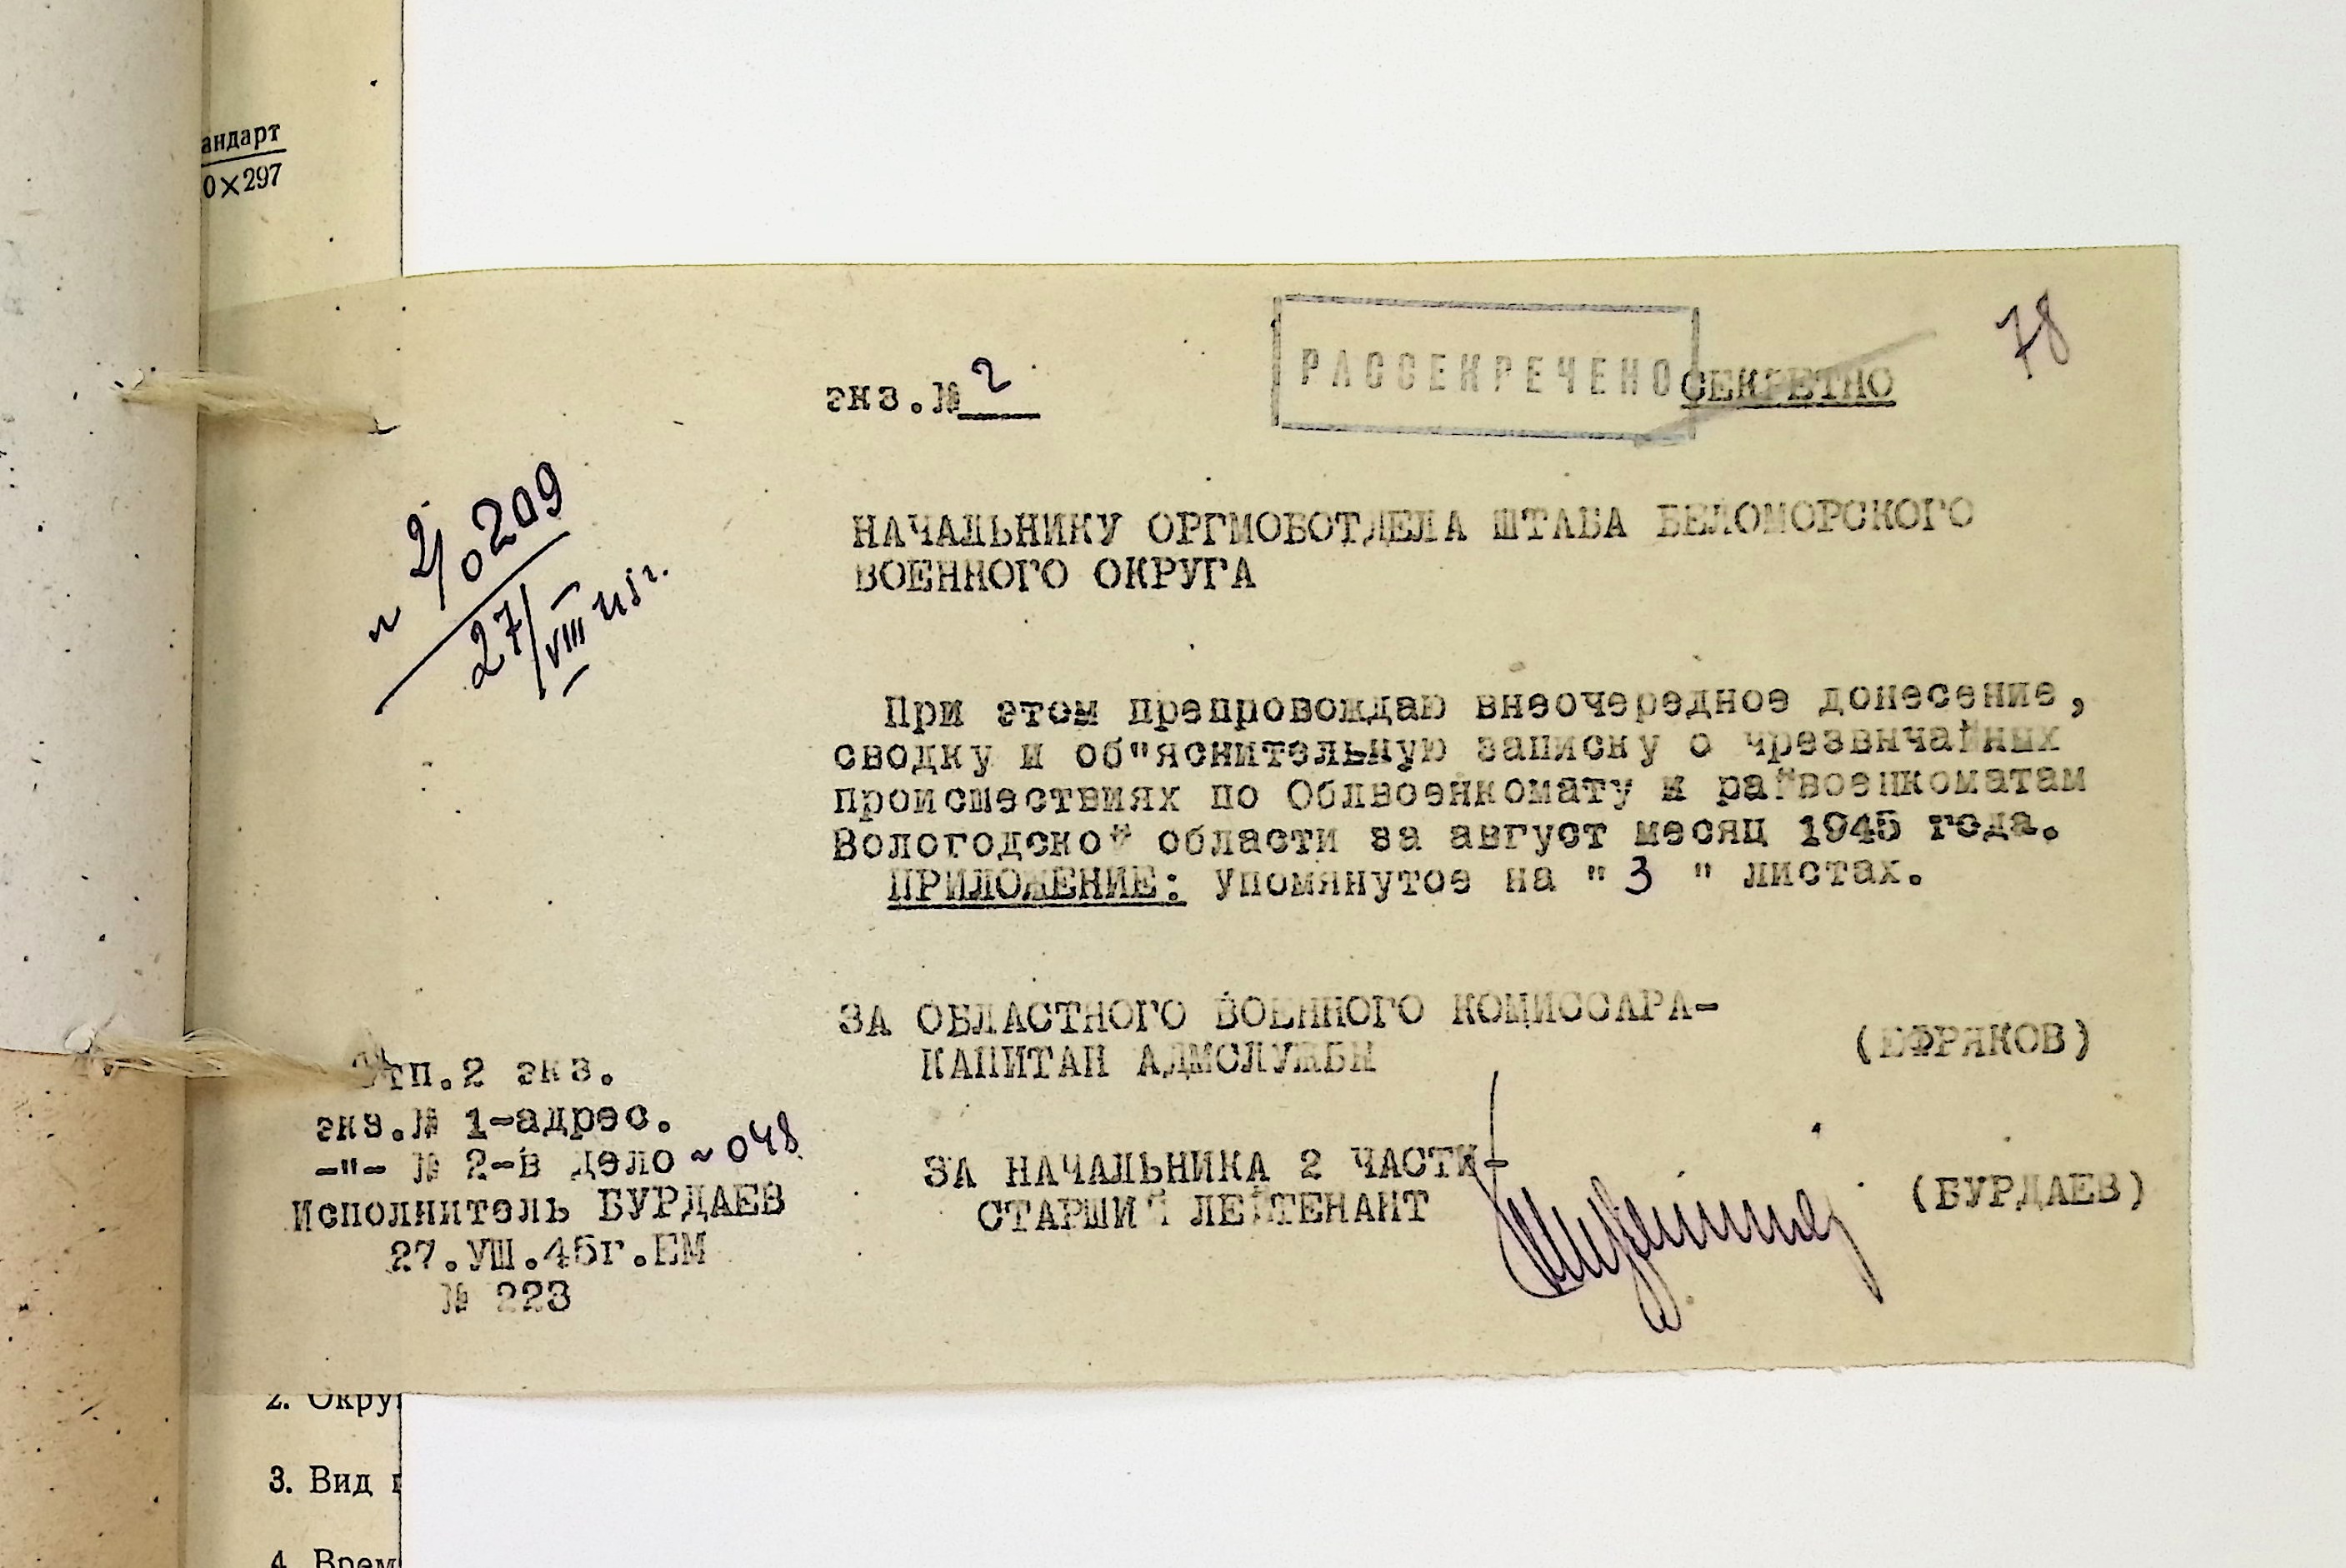 андарт
0×297
78
экз.№ 2
РАССЕКРЕЧЕНО
СЕКРЕТНО
№ 2/0209
27/VIII 45 г.
НАЧАЛЬНИКУ ОРГМОБОТДЕЛА ШТАБА БЕЛОМОРСКОГО
ВОЕННОГО ОКРУГА
При этом препровождаю внеочередное донесение,
сводку и об"яснительную записку о чрезвычайных
происшествиях по Облвоенкомату и райвоенкоматам
Вологодской области за август месяц 1945 года.
ПРИЛОЖЕНИЕ: упомянутое на " 3 " листах.
ЗА ОБЛАСТНОГО ВОЕННОГО КОМИССАРА-
КАПИТАН АДМСЛУЖБЫ (ЕФРЯКОВ)
ЗА НАЧАЛЬНИКА 2 ЧАСТИ-
СТАРШИЙ ЛЕЙТЕНАНТ (БУРДАЕВ)
Отп.2 экз.
экз.№ 1-адрес.
-"- № 2-в дело ~ 048
Исполнитель БУРДАЕВ
27.УШ.45г.ЕМ
№ 223
2. Окру
3. Вид
4. Врем